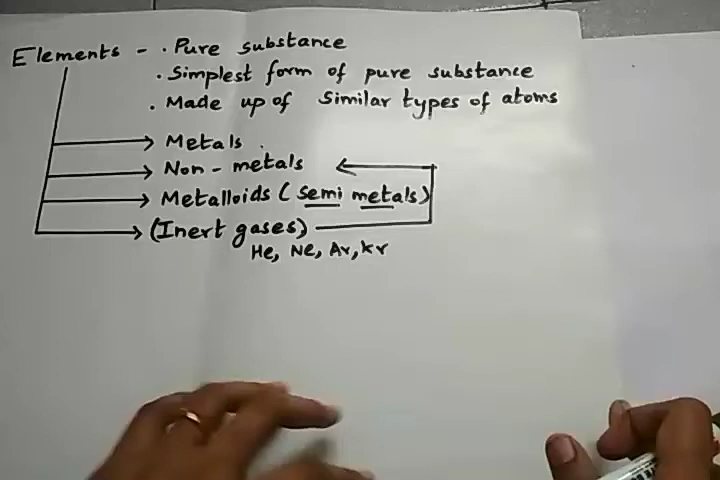 Elements - . Pure substance
. Simplest form of pure substance
. Made up of similar types of atoms
Metals
Non - metals
Metalloids ( semi metals)
(Inert gases)
He, Ne, Ar, Kr